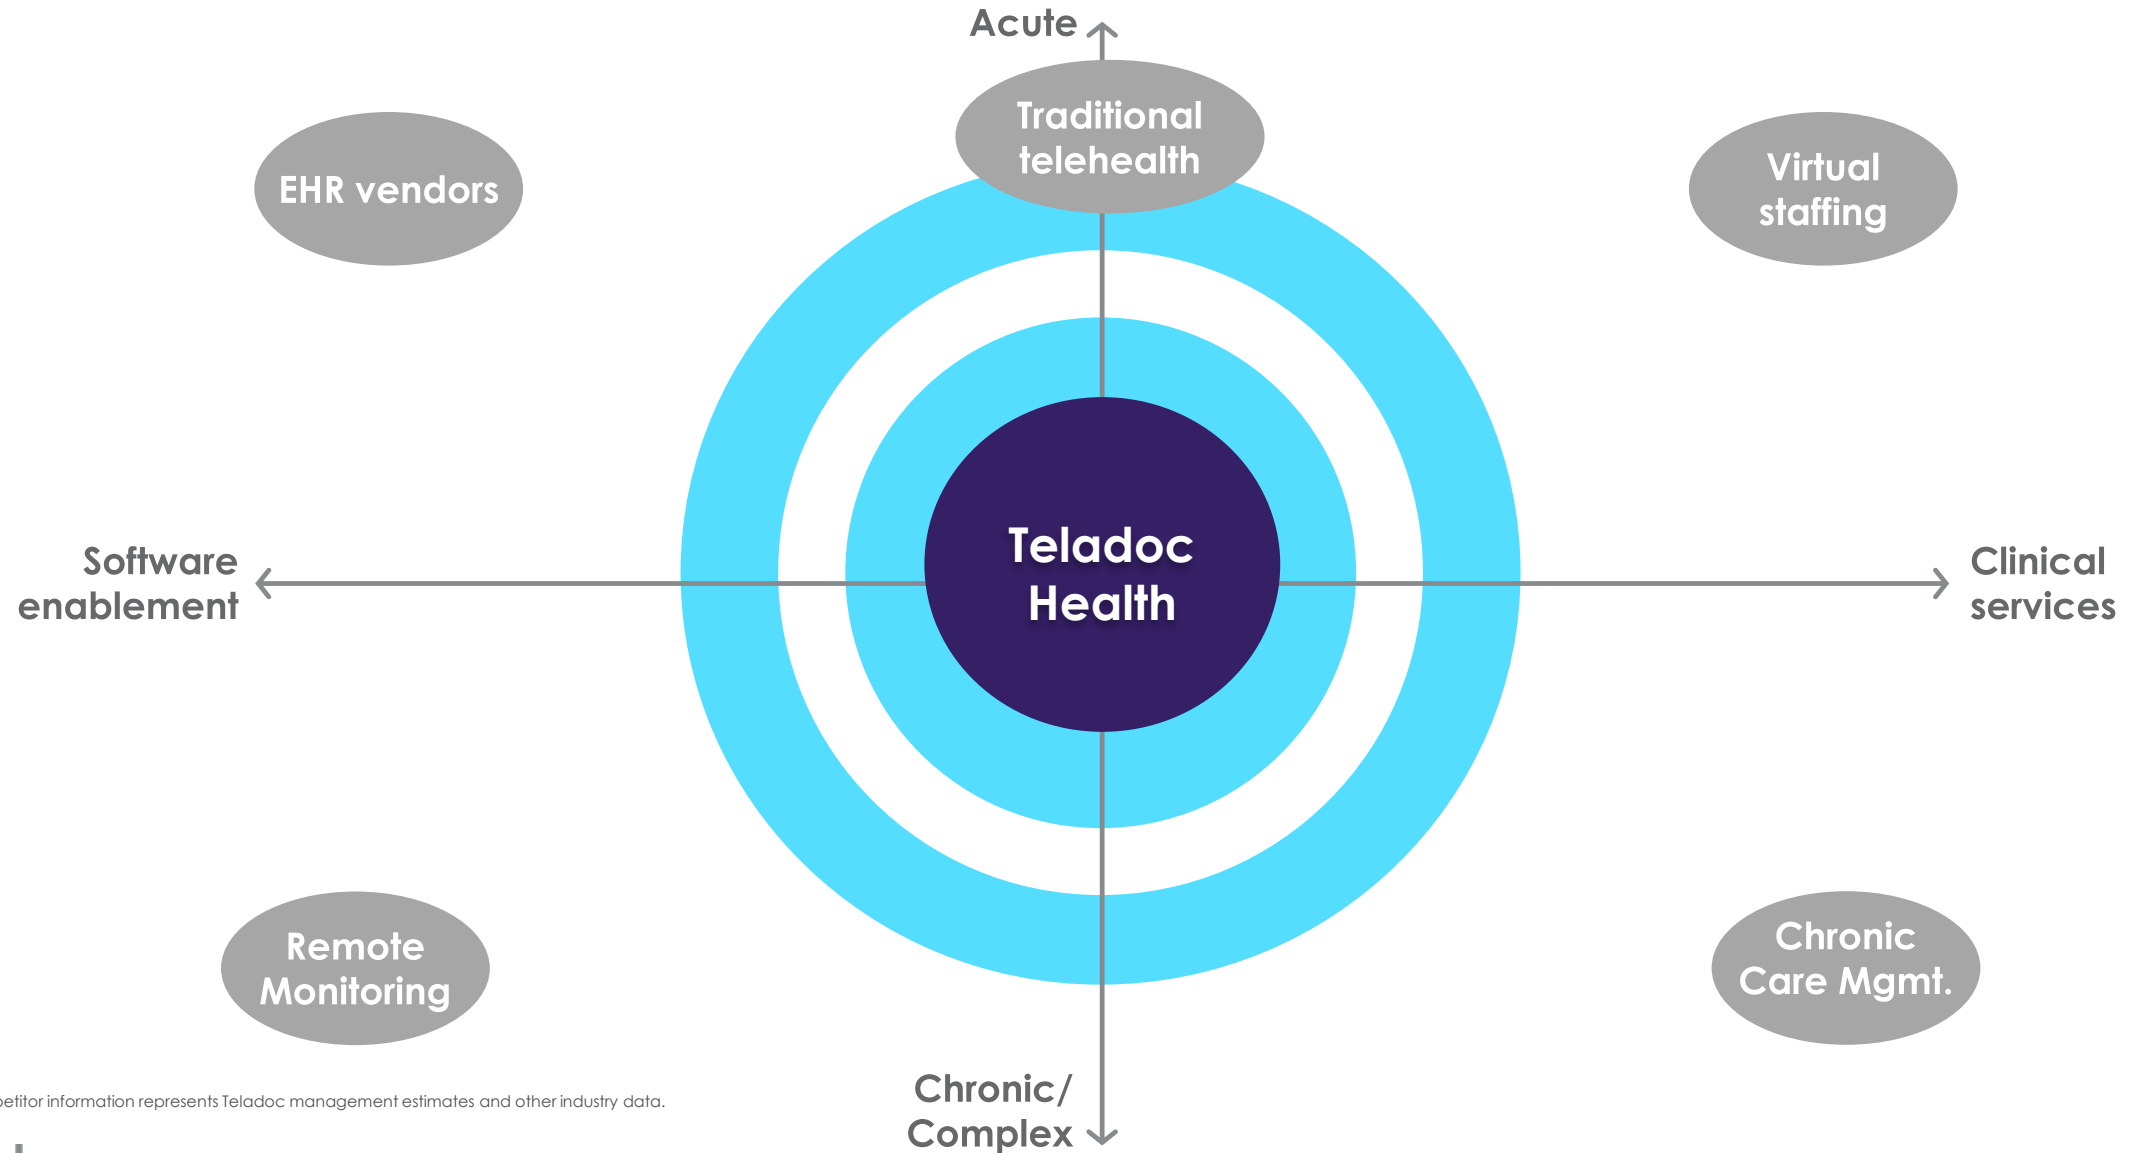 Acute
Traditional
telehealth
EHR vendors
Virtual
staffing
Teladoc
Health
Software
enablement
Clinical
services
Remote
Monitoring
Chronic
Care Mgmt.
Chronic/
Complex
information represents Teladoc management estimates and other industry data.